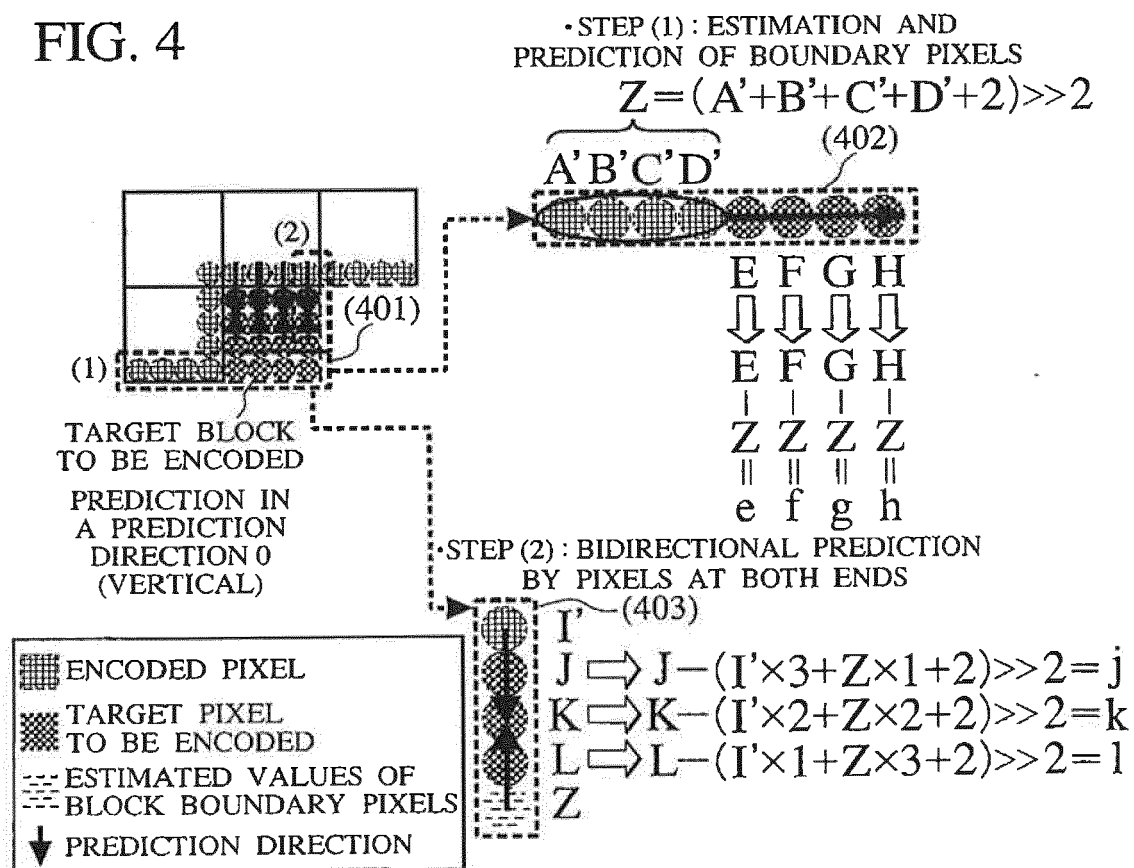 FIG. 4
·STEP (1) : ESTIMATION AND
PREDICTION OF BOUNDARY PIXELS
Z=(A'+B'+C'+D'+2)>>2
(402)
A'B'C'D'
(2)
(401)
(1)
E F G H
E F G H
Z Z Z Z
e f g h
TARGET BLOCK
TO BE ENCODED
PREDICTION IN
A PREDICTION
DIRECTION 0
(VERTICAL)
·STEP (2) : BIDIRECTIONAL PREDICTION
BY PIXELS AT BOTH ENDS
(403)
I'
J ⇨ J−(I'×3+Z×1+2)>>2=j
K ⇨ K−(I'×2+Z×2+2)>>2=k
L ⇨ L−(I'×1+Z×3+2)>>2=l
Z
ENCODED PIXEL
TARGET PIXEL
TO BE ENCODED
ESTIMATED VALUES OF
BLOCK BOUNDARY PIXELS
PREDICTION DIRECTION